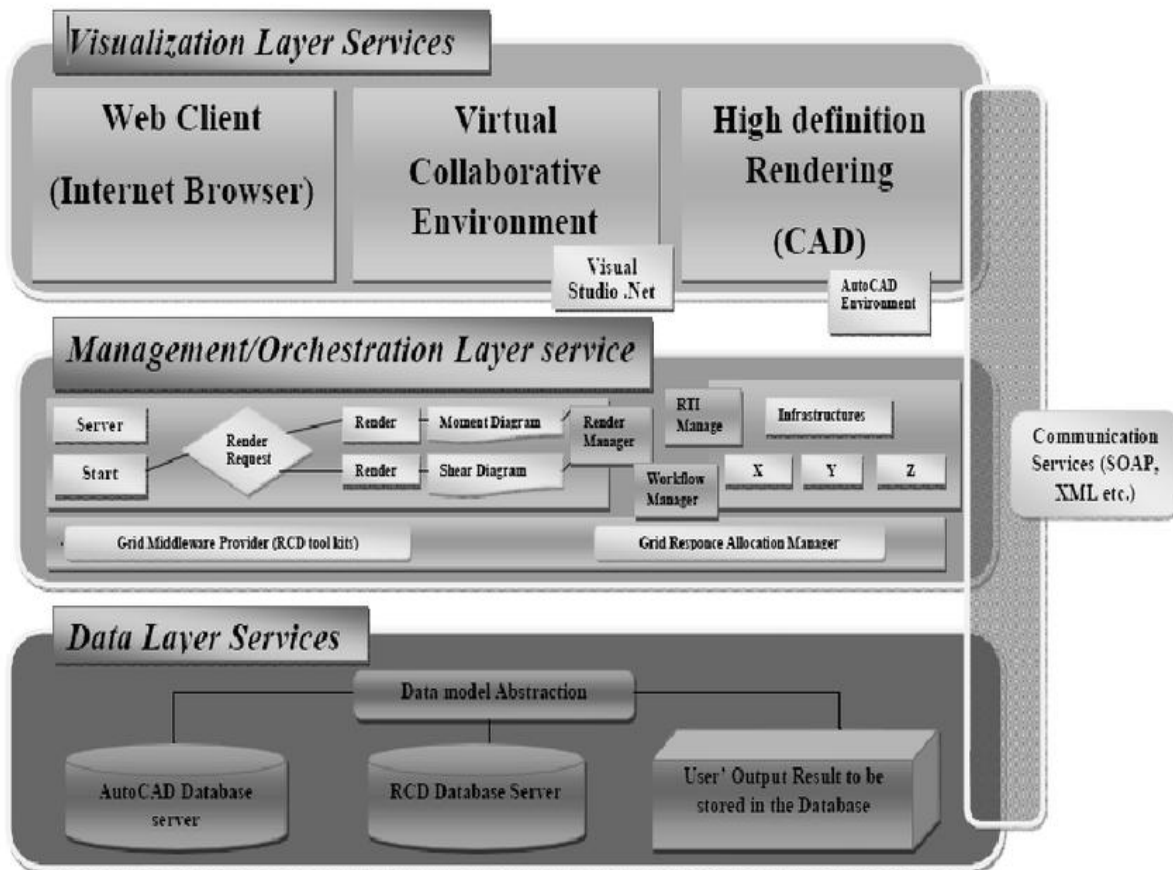 Visualization Layer Services
Web Client
(Internet Browser)
Virtual
Collaborative
Environment
High definition
Rendering
(CAD)
Visual
Studio .Net
AutoCAD
Environment
Management/Orchestration Layer service
Server
Start
Render
Request
Render
Moment Diagram
Render
Shear Diagram
Render
Manager
RTI
Manage
Infrastructures
Workflow
Manager
X
Y
Z
Grid Middleware Provider (RCD tool kits)
Grid Responce Allocation Manager
Communication
Services (SOAP,
XML etc.)
Data Layer Services
Data model Abstraction
AutoCAD Database
server
RCD Database Server
User' Output Result to be
stored in the Database